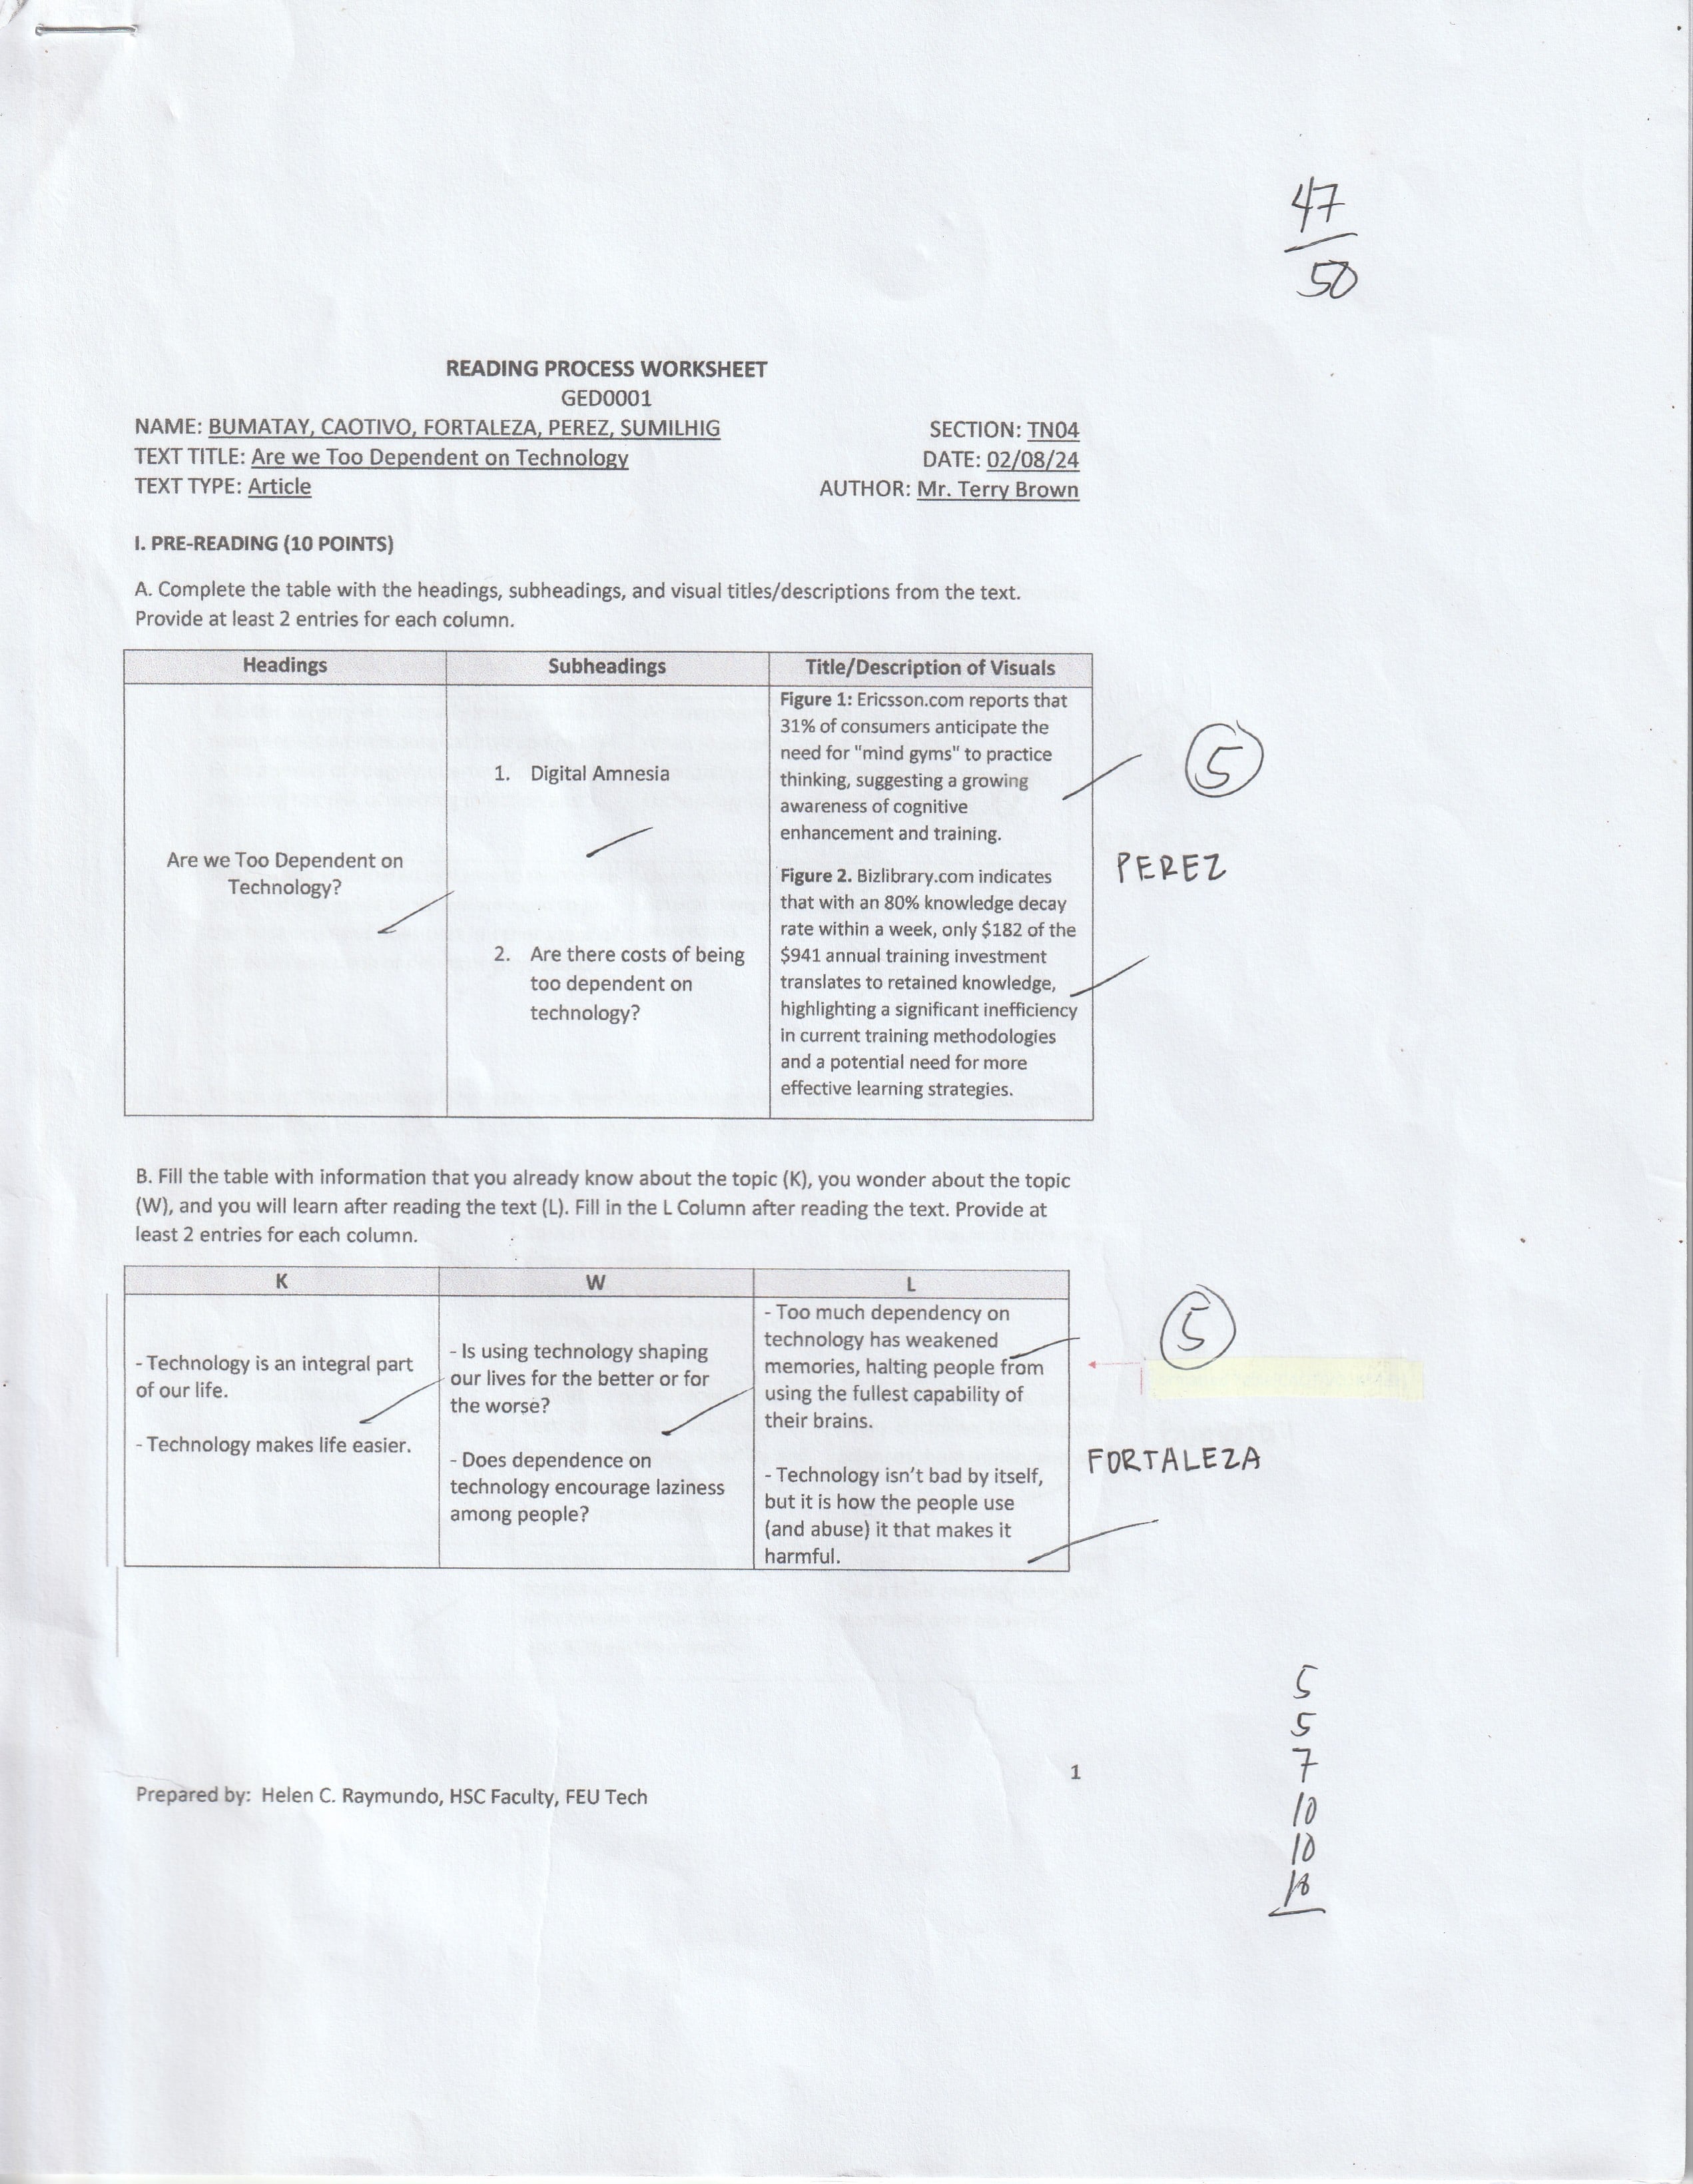 47
50
READING PROCESS WORKSHEET
GED0001
NAME: BUMATAY, CAOTIVO, FORTALEZA, PEREZ, SUMILHIG
SECTION: TN04
TEXT TITLE: Are we Too Dependent on Technology
DATE: 02/08/24
TEXT TYPE: Article
AUTHOR: Mr. Terry Brown
I. PRE-READING (10 POINTS)
A. Complete the table with the headings, subheadings, and visual titles/descriptions from the text.
Provide at least 2 entries for each column.
Headings
Subheadings
Title/Description of Visuals
Are we Too Dependent on
Technology?
1. Digital Amnesia
2. Are there costs of being
too dependent on
technology?
Figure 1: Ericsson.com reports that
31% of consumers anticipate the
need for "mind gyms" to practice
thinking, suggesting a growing
awareness of cognitive
enhancement and training.
Figure 2. Bizlibrary.com indicates
that with an 80% knowledge decay
rate within a week, only $182 of the
$941 annual training investment
translates to retained knowledge,
highlighting a significant inefficiency
in current training methodologies
and a potential need for more
effective learning strategies.
5
PEREZ
B. Fill the table with information that you already know about the topic (K), you wonder about the topic
(W), and you will learn after reading the text (L). Fill in the L Column after reading the text. Provide at
least 2 entries for each column.
K
W
L
- Technology is an integral part
of our life.
- Technology makes life easier.
- Is using technology shaping
our lives for the better or for
the worse?
- Does dependence on
technology encourage laziness
among people?
- Too much dependency on
technology has weakened
memories, halting people from
using the fullest capability of
their brains.
- Technology isn't bad by itself,
but it is how the people use
(and abuse) it that makes it
harmful.
5
FORTALEZA
5
5
7
10
10
1
Prepared by: Helen C. Raymundo, HSC Faculty, FEU Tech